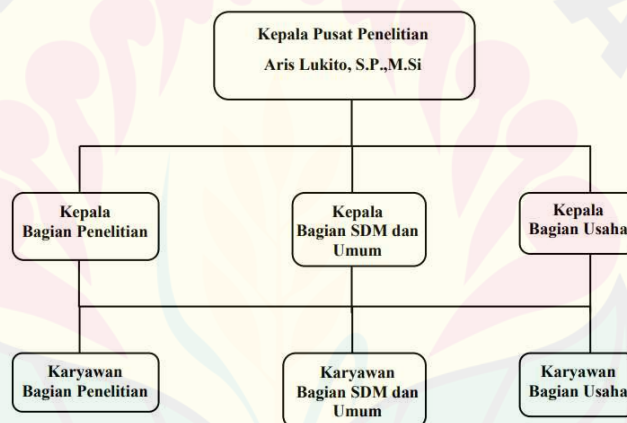 Kepala Pusat Penelitian
Aris Lukito, S.P.,M.Si
Kepala
Bagian Penelitian
Kepala
Bagian SDM dan
Umum
Kepala
Bagian Usaha
Karyawan
Bagian Penelitian
Karyawan
Bagian SDM dan
Umum
Karyawan
Bagian Usaha